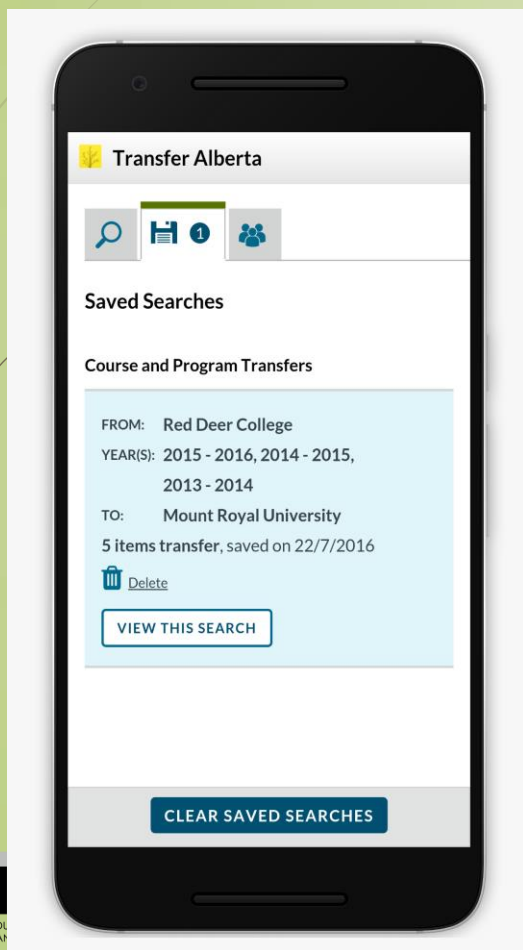 Transfer Alberta
1
Saved Searches
Course and Program Transfers
FROM: Red Deer College
YEAR(S): 2015 - 2016, 2014 - 2015,
2013 - 2014
TO: Mount Royal University
5 items transfer, saved on 22/7/2016
Delete
VIEW THIS SEARCH
CLEAR SAVED SEARCHES